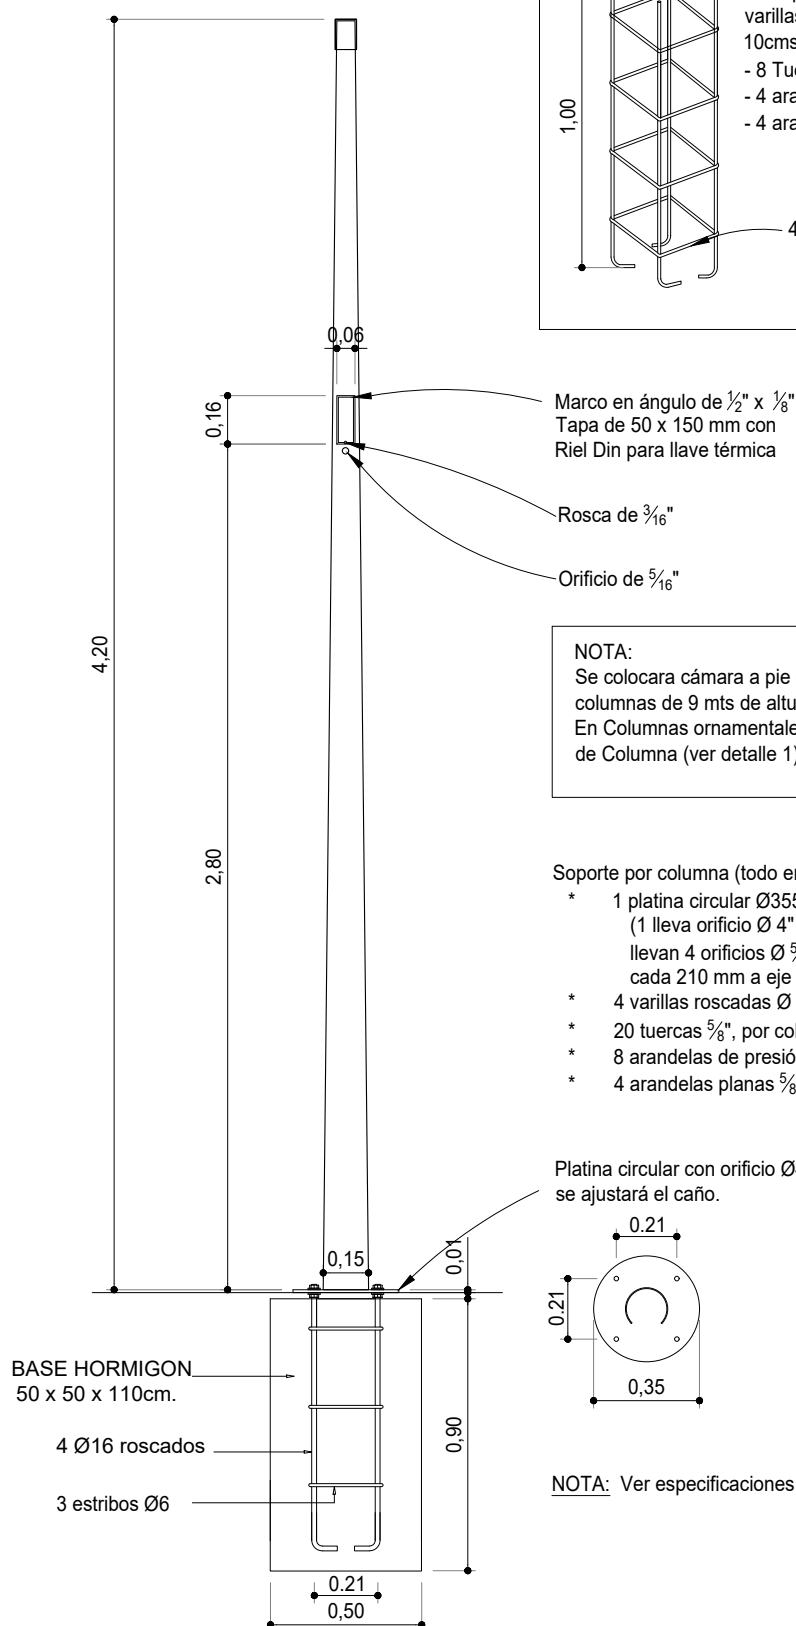 varillas
10cms
- 8 Tue
- 4 ara
- 4 ara
1,00
4
0,06
0,16
Marco en ángulo de ½" x ⅛"
Tapa de 50 x 150 mm con
Riel Din para llave térmica
Rosca de 3⁄16"
Orificio de 5⁄16"
4,20
2,80
NOTA:
Se colocara cámara a pie
columnas de 9 mts de altu
En Columnas ornamentale
de Columna (ver detalle 1)
Soporte por columna (todo en
* 1 platina circular Ø355
(1 lleva orificio Ø 4"
llevan 4 orificios Ø 5
cada 210 mm a eje
* 4 varillas roscadas Ø
* 20 tuercas ⅝", por col
* 8 arandelas de presió
* 4 arandelas planas ⅝
Platina circular con orificio Ø
se ajustará el caño.
0,15
0,01
0.21
0.21
0,35
BASE HORMIGON
50 x 50 x 110cm.
4 Ø16 roscados
3 estribos Ø6
0,90
0.21
0,50
NOTA: Ver especificaciones